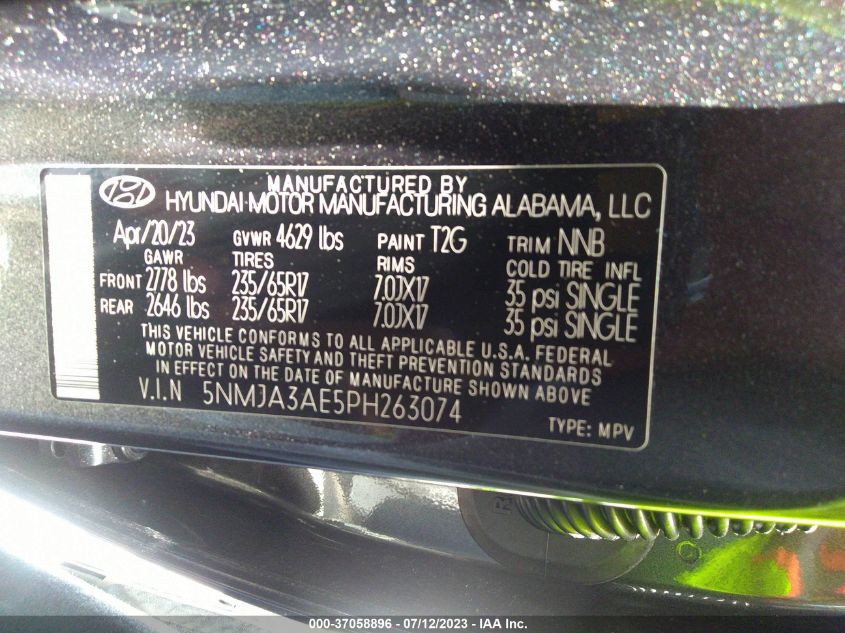 MANUFACTURED BY
HYUNDAI MOTOR MANUFACTURING ALABAMA, LLC
Apr/20/23 GVWR 4629 lbs PAINT T2G TRIM NNB
GAWR TIRES RIMS COLD TIRE INFL
FRONT 2778 lbs 235/65R17 7.0JX17 35 psi SINGLE
REAR 2646 lbs 235/65R17 7.0JX17 35 psi SINGLE
THIS VEHICLE CONFORMS TO ALL APPLICABLE U.S.A. FEDERAL
MOTOR VEHICLE SAFETY AND THEFT PREVENTION STANDARDS
IN EFFECT ON THE DATE OF MANUFACTURE SHOWN ABOVE
V.I.N 5NMJA3AE5PH263074
TYPE: MPV
R
000-37058896 - 07/12/2023 - IAA Inc.